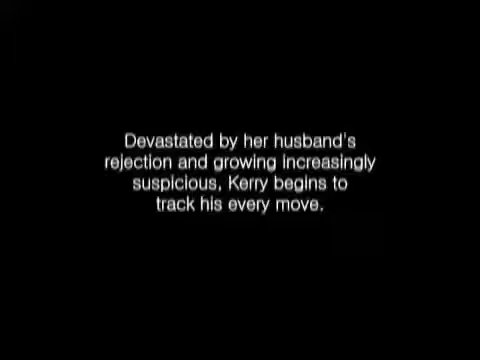 Devastated by her husband's
rejection and growing increasingly
suspicious, Kerry begins to
track his every move.